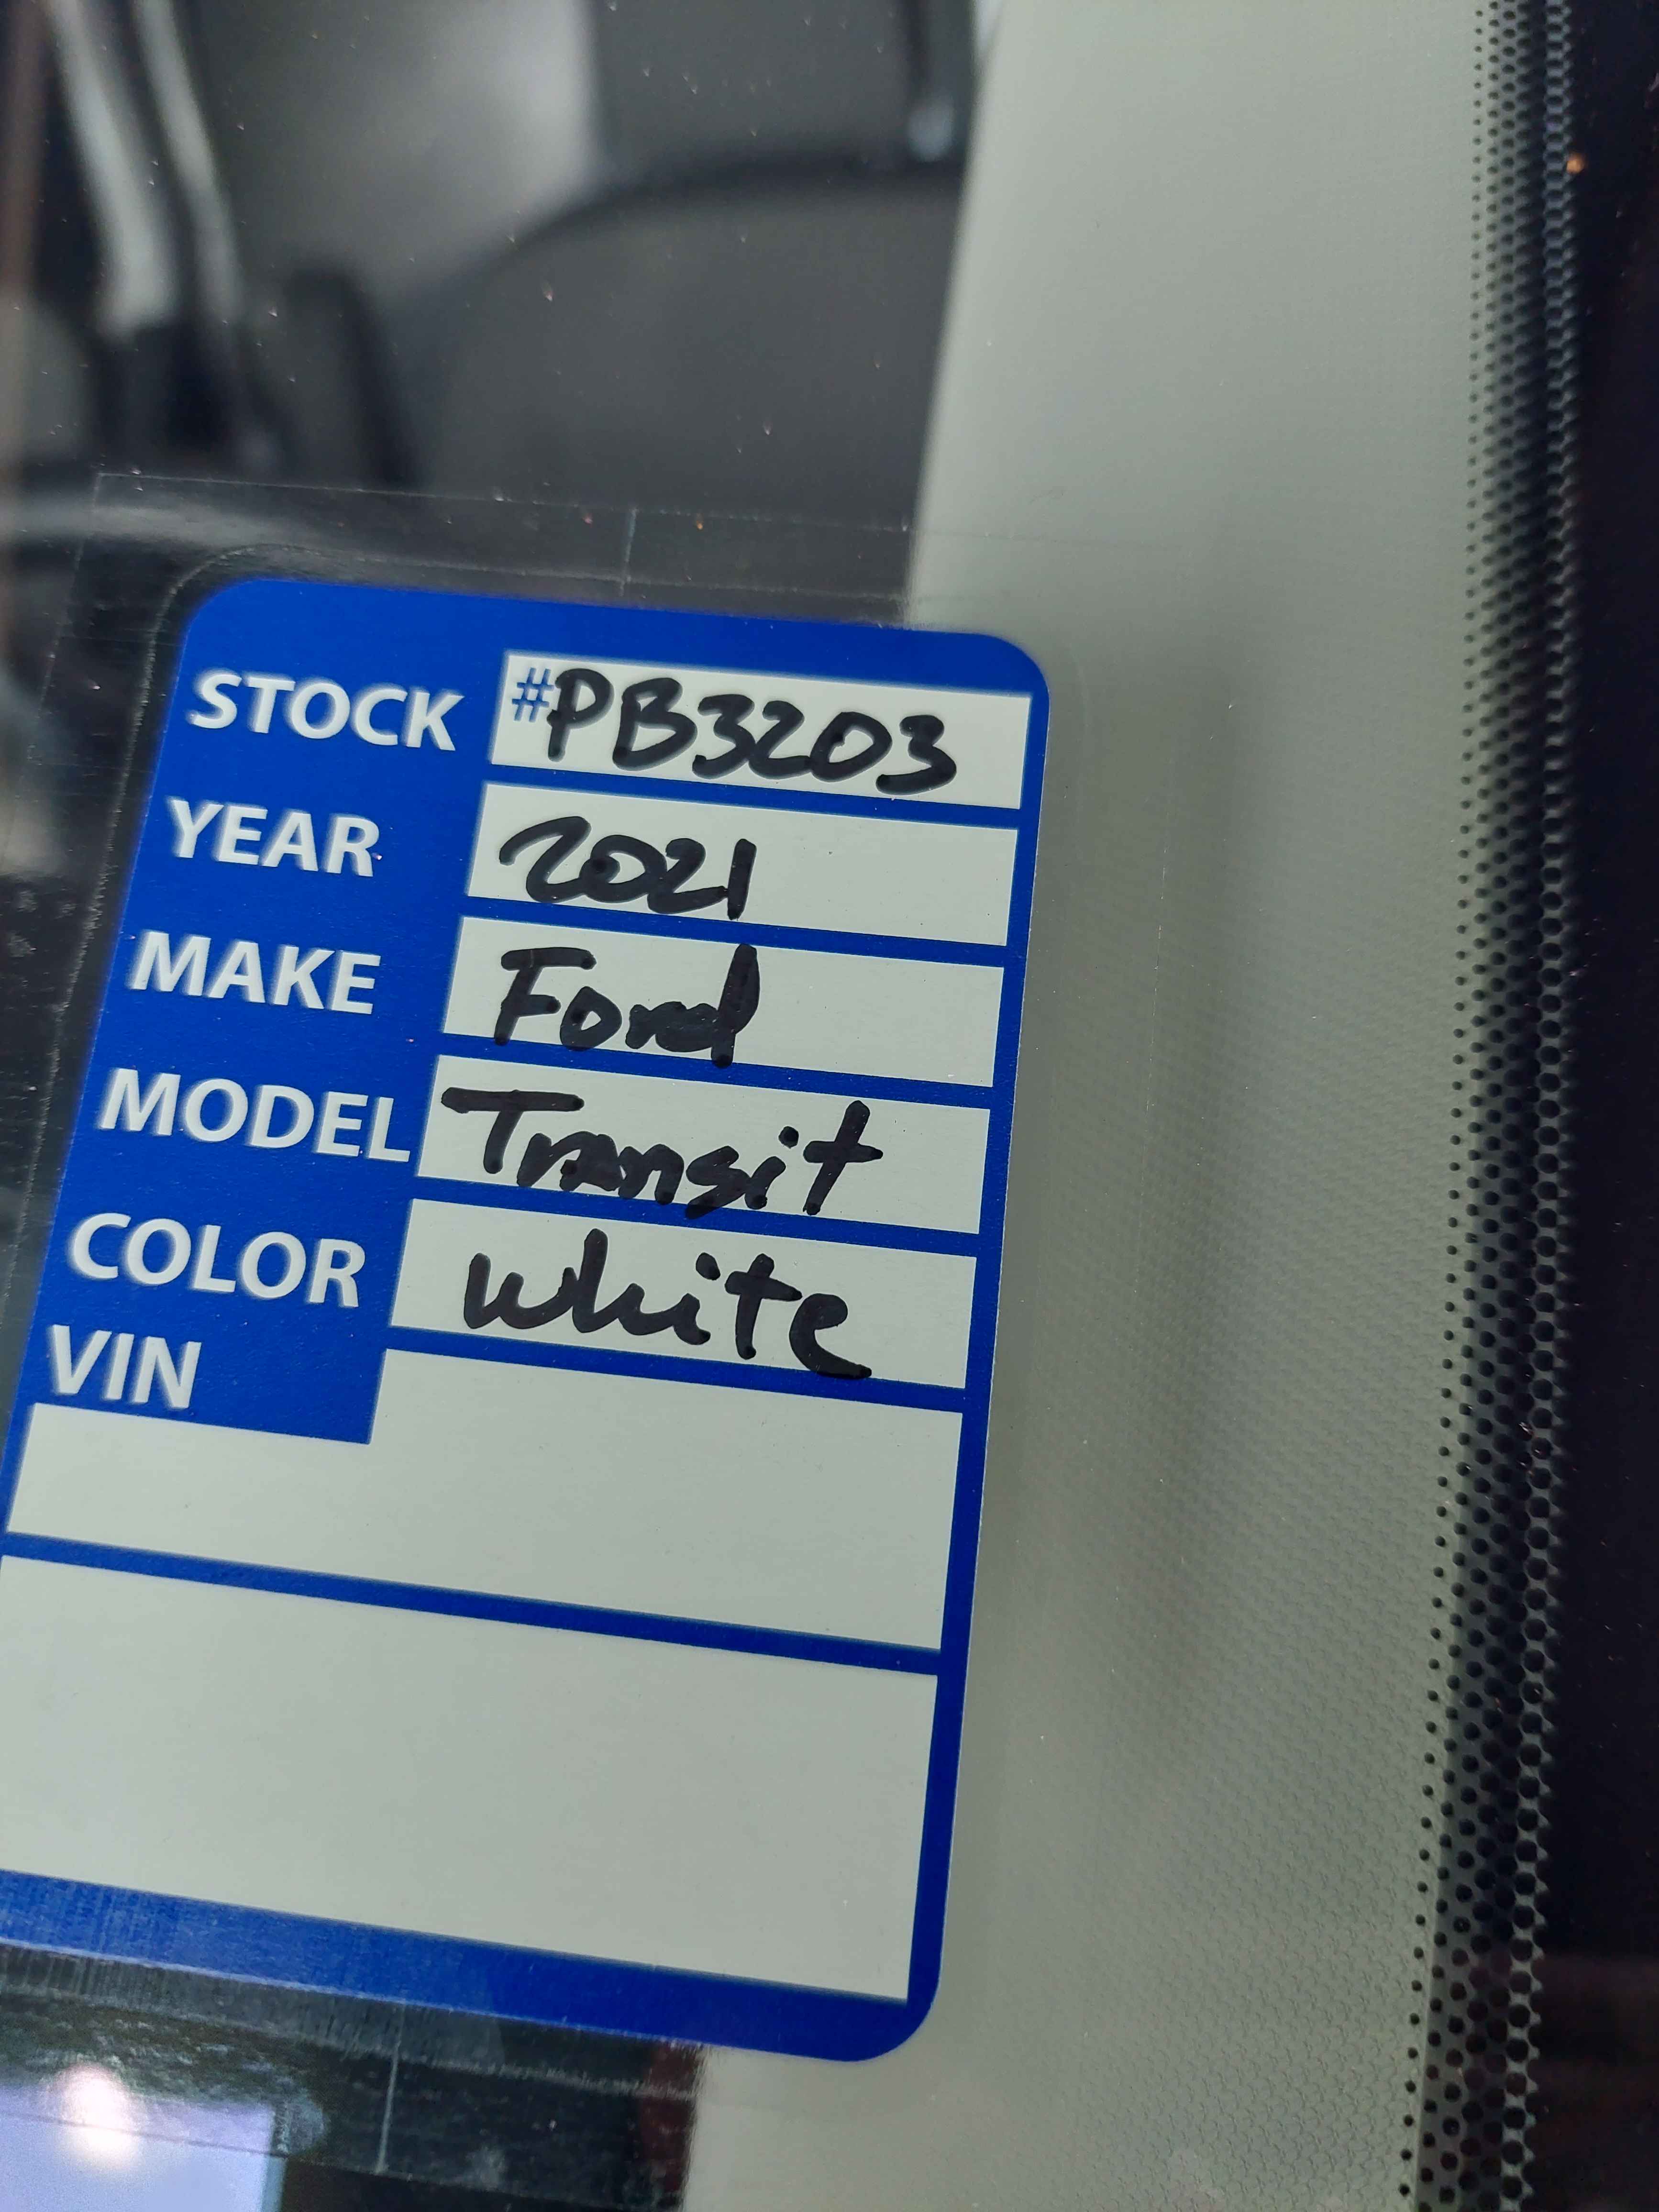 STOCK #PB3203
YEAR 2021
MAKE Ford
MODEL Transit
COLOR white
VIN